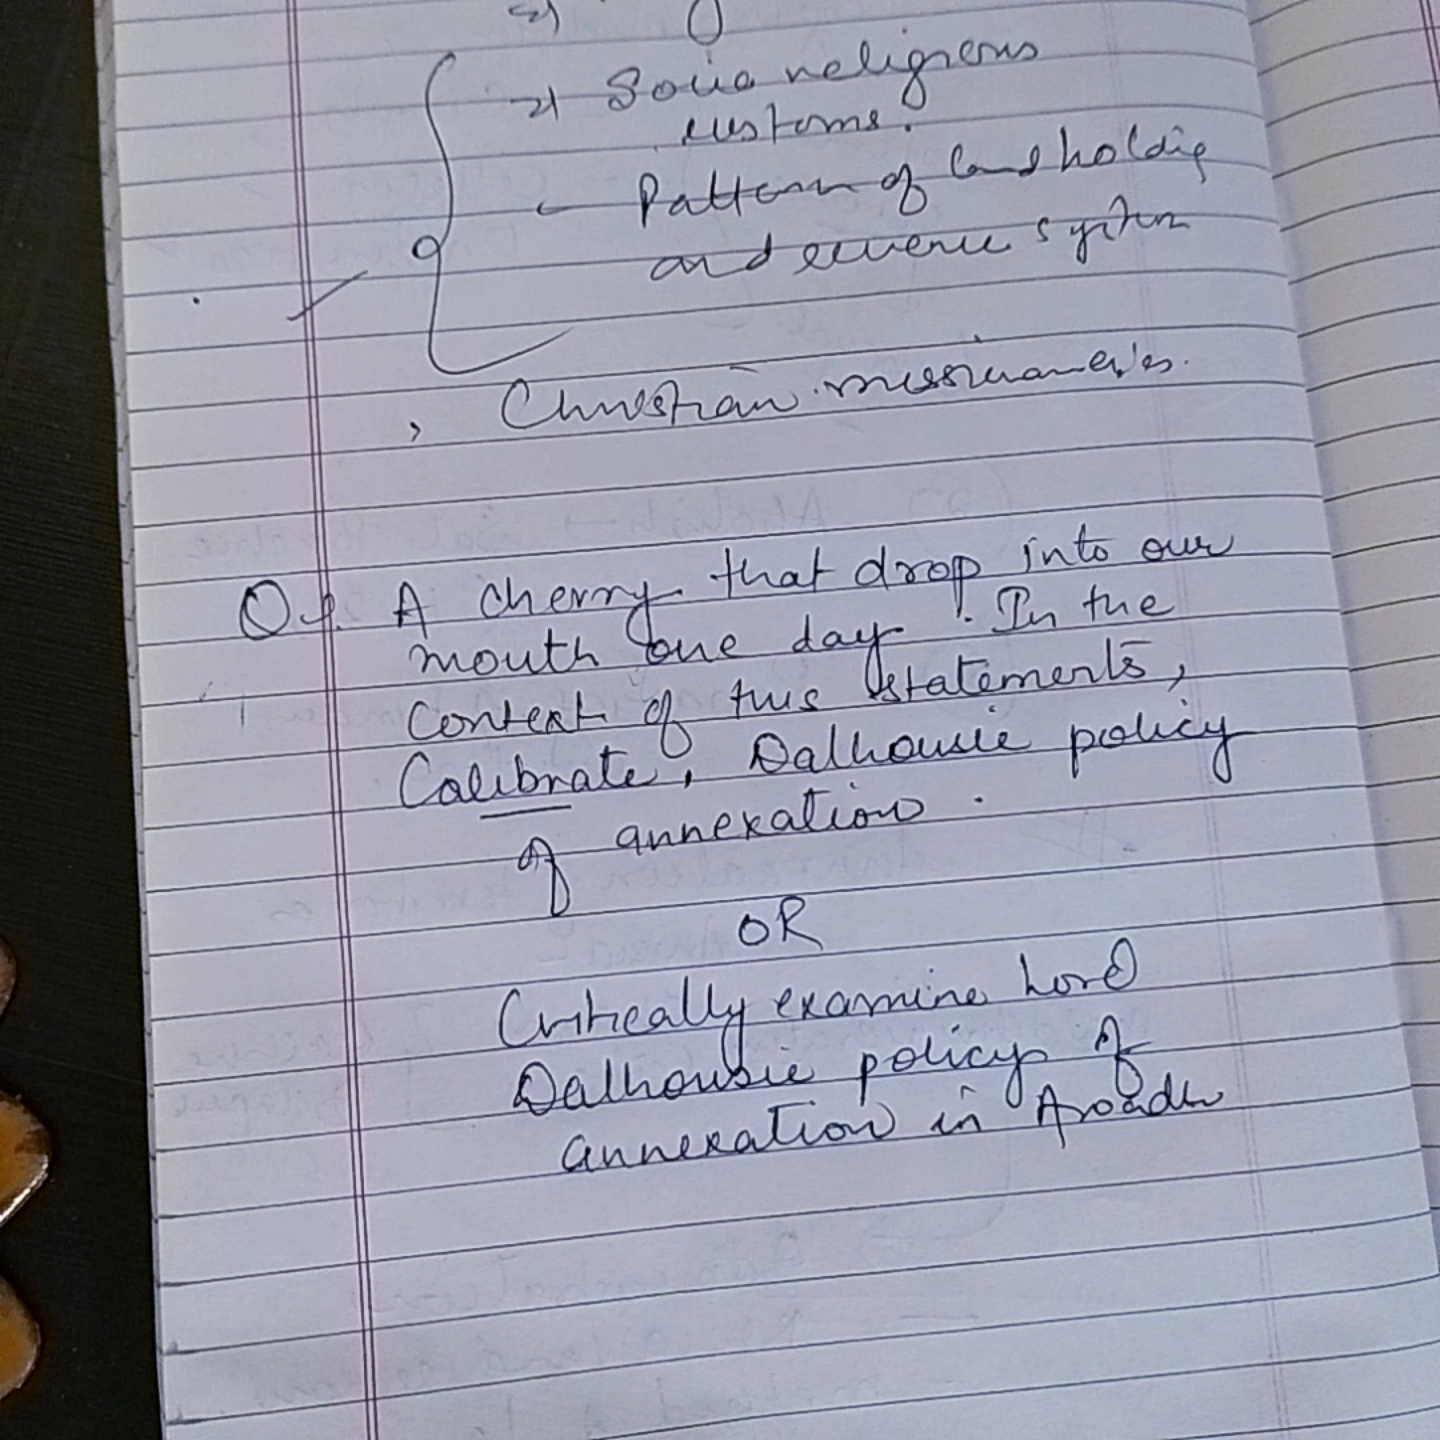 → Socio religious
customs.
- Pattern of land holding
and revenue system
, Christian missionaries.
Q1. A cherry that drop into our
mouth one day. In the
context of this statements,
Calibrate, Dalhousie policy
of annexation.
OR
Critically examine Lord
Dalhousie policy of
annexation in Awadh